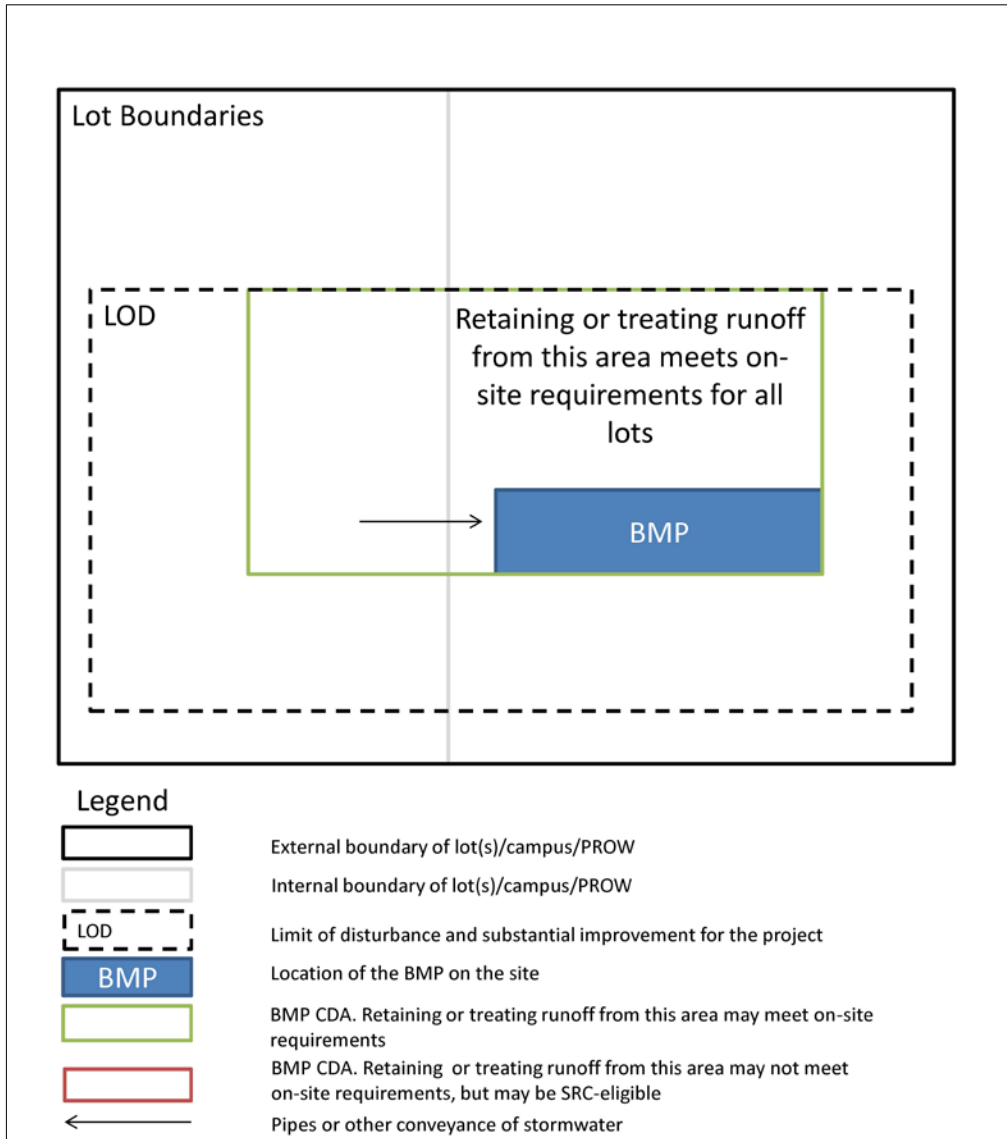 Lot Boundaries
LOD
Retaining or treating runoff
from this area meets on-
site requirements for all
lots
BMP
Legend
External boundary of lot(s)/campus/PROW
Internal boundary of lot(s)/campus/PROW
LOD
Limit of disturbance and substantial improvement for the project
BMP
Location of the BMP on the site
BMP CDA. Retaining or treating runoff from this area may meet on-site
requirements
BMP CDA. Retaining or treating runoff from this area may not meet
on-site requirements, but may be SRC-eligible
Pipes or other conveyance of stormwater